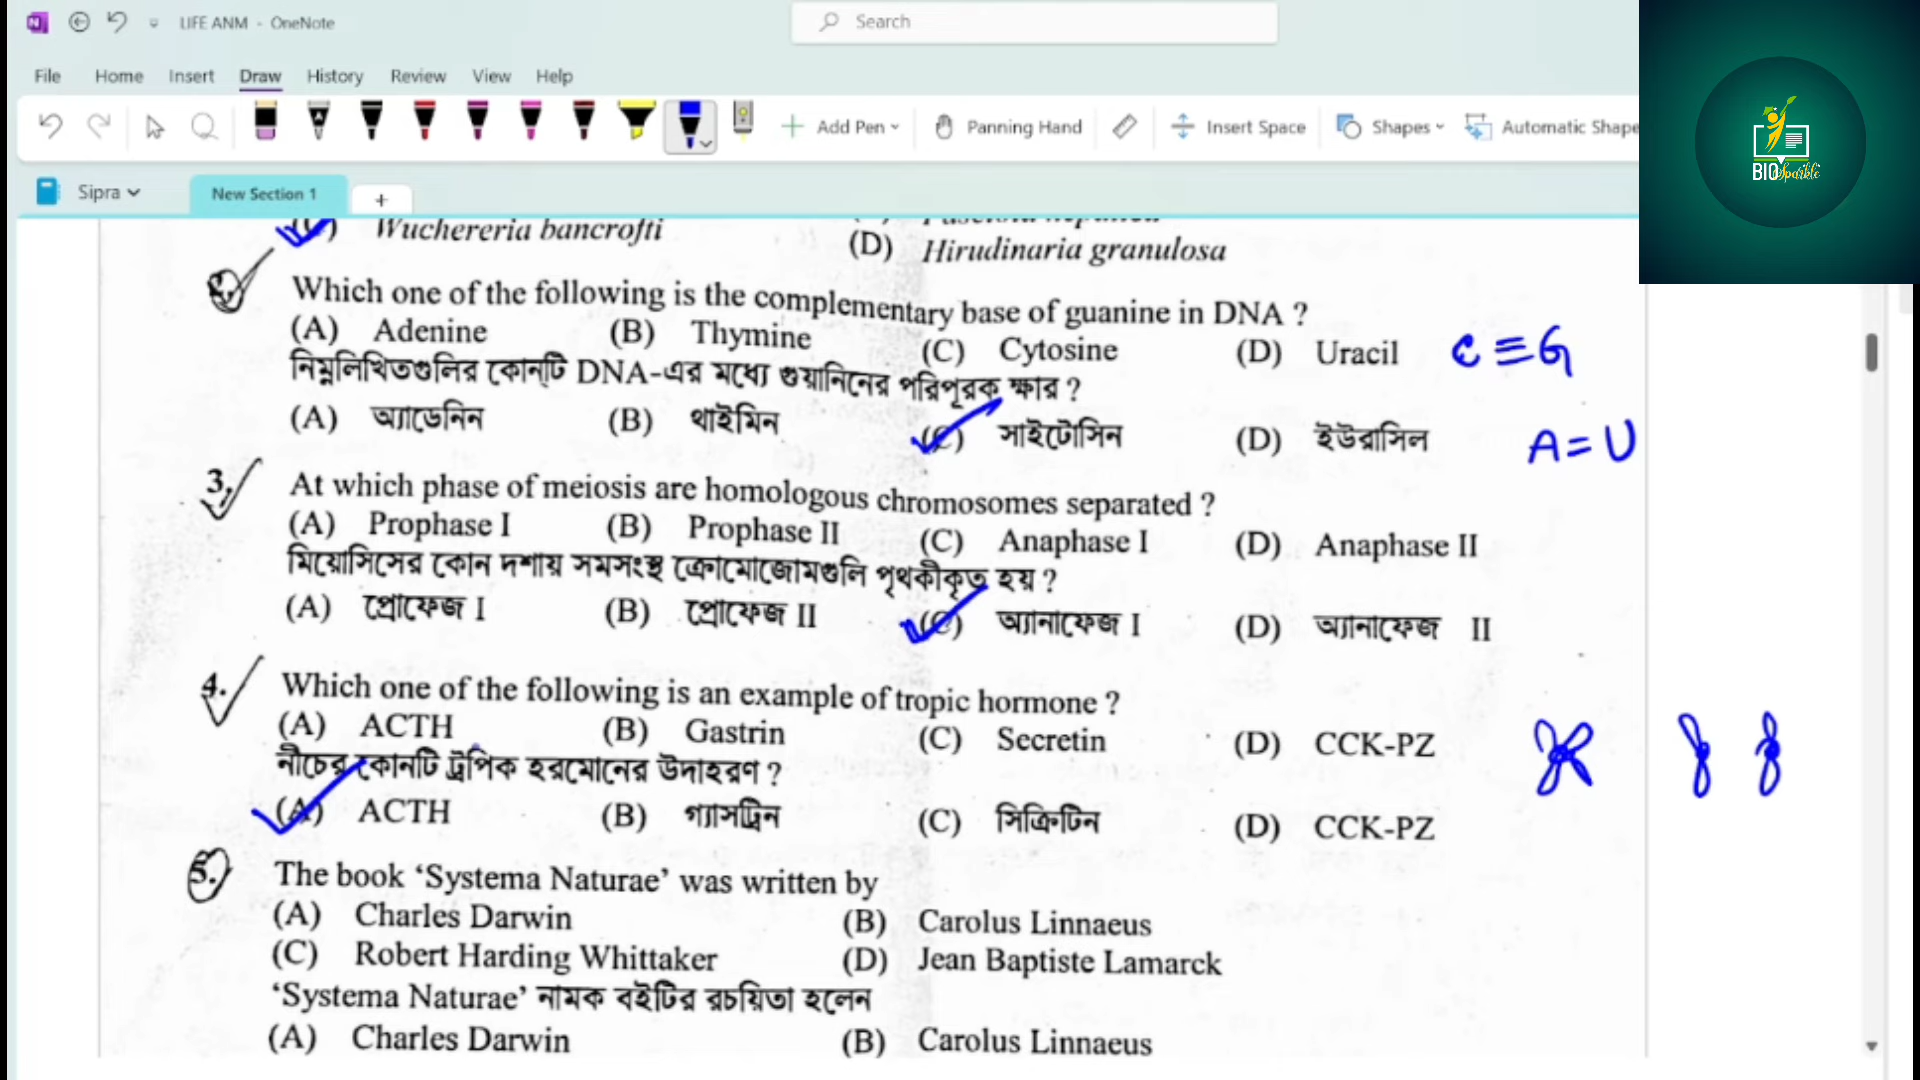 LIFE ANM - OneNote
Search
File Home Insert Draw History Review View Help
Add Pen Panning Hand Insert Space Shapes Automatic Shape
Sipra New Section 1 +
BIO Sparkle
Wuchereria bancrofti
(D) Hirudinaria granulosa
2. Which one of the following is the complementary base of guanine in DNA ?
(A) Adenine (B) Thymine (C) Cytosine (D) Uracil C ≡ G
নিম্নলিখিতগুলির কোন্‌টি DNA-এর মধ্যে গুয়ানিনের পরিপূরক ক্ষার ?
(A) অ্যাডেনিন (B) থাইমিন (C) সাইটোসিন (D) ইউরাসিল A = U
3. At which phase of meiosis are homologous chromosomes separated ?
(A) Prophase I (B) Prophase II (C) Anaphase I (D) Anaphase II
মিয়োসিসের কোন দশায় সমসংস্থ ক্রোমোজোমগুলি পৃথকীকৃত হয় ?
(A) প্রোফেজ I (B) প্রোফেজ II (C) অ্যানাফেজ I (D) অ্যানাফেজ II
4. Which one of the following is an example of tropic hormone ?
(A) ACTH (B) Gastrin (C) Secretin (D) CCK-PZ
নীচের কোনটি ট্রপিক হরমোনের উদাহরণ ?
(A) ACTH (B) গ্যাসট্রিন (C) সিক্রিটিন (D) CCK-PZ
5. The book ‘Systema Naturae’ was written by
(A) Charles Darwin (B) Carolus Linnaeus
(C) Robert Harding Whittaker (D) Jean Baptiste Lamarck
‘Systema Naturae’ নামক বইটির রচয়িতা হলেন
(A) Charles Darwin (B) Carolus Linnaeus